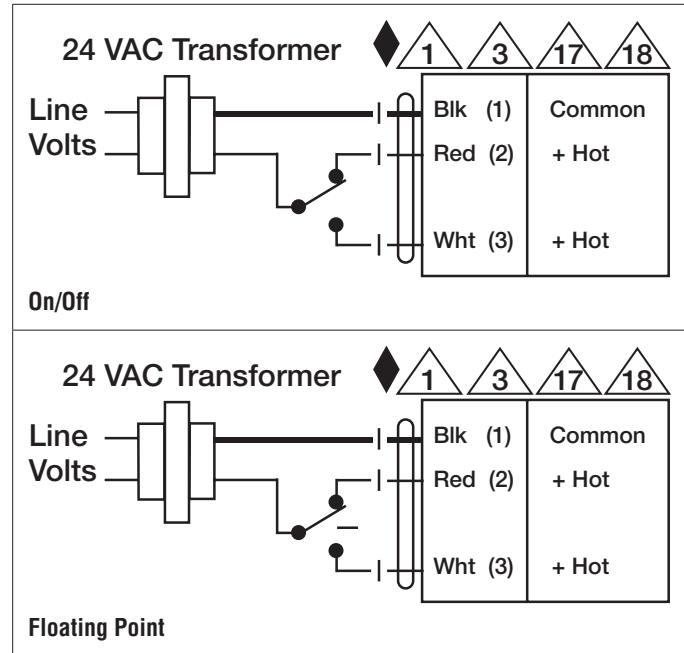 24 VAC Transformer 1 3 17 18
Line Volts
Blk (1) Common
Red (2) + Hot
Wht (3) + Hot
On/Off
24 VAC Transformer 1 3 17 18
Line Volts
Blk (1) Common
Red (2) + Hot
Wht (3) + Hot
Floating Point